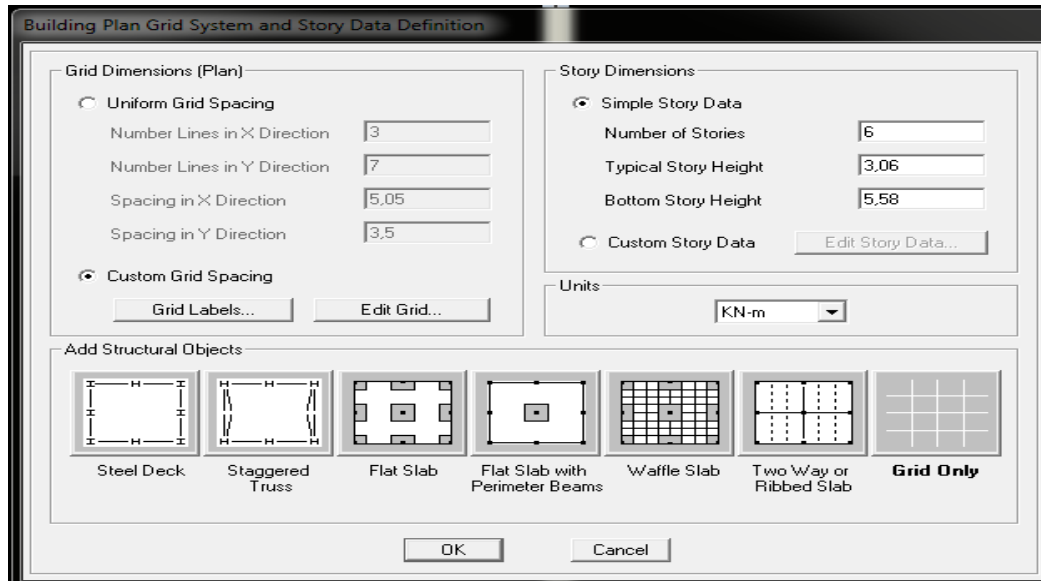 Building Plan Grid System and Story Data Definition
Grid Dimensions (Plan)
Uniform Grid Spacing
Number Lines in X Direction 3
Number Lines in Y Direction 7
Spacing in X Direction 5,05
Spacing in Y Direction 3,5
Custom Grid Spacing
Grid Labels... Edit Grid...
Story Dimensions
Simple Story Data
Number of Stories 6
Typical Story Height 3,06
Bottom Story Height 5,58
Custom Story Data Edit Story Data...
Units
KN-m
Add Structural Objects
Steel Deck
Staggered
Truss
Flat Slab
Flat Slab with
Perimeter Beams
Waffle Slab
Two Way or
Ribbed Slab
Grid Only
OK Cancel